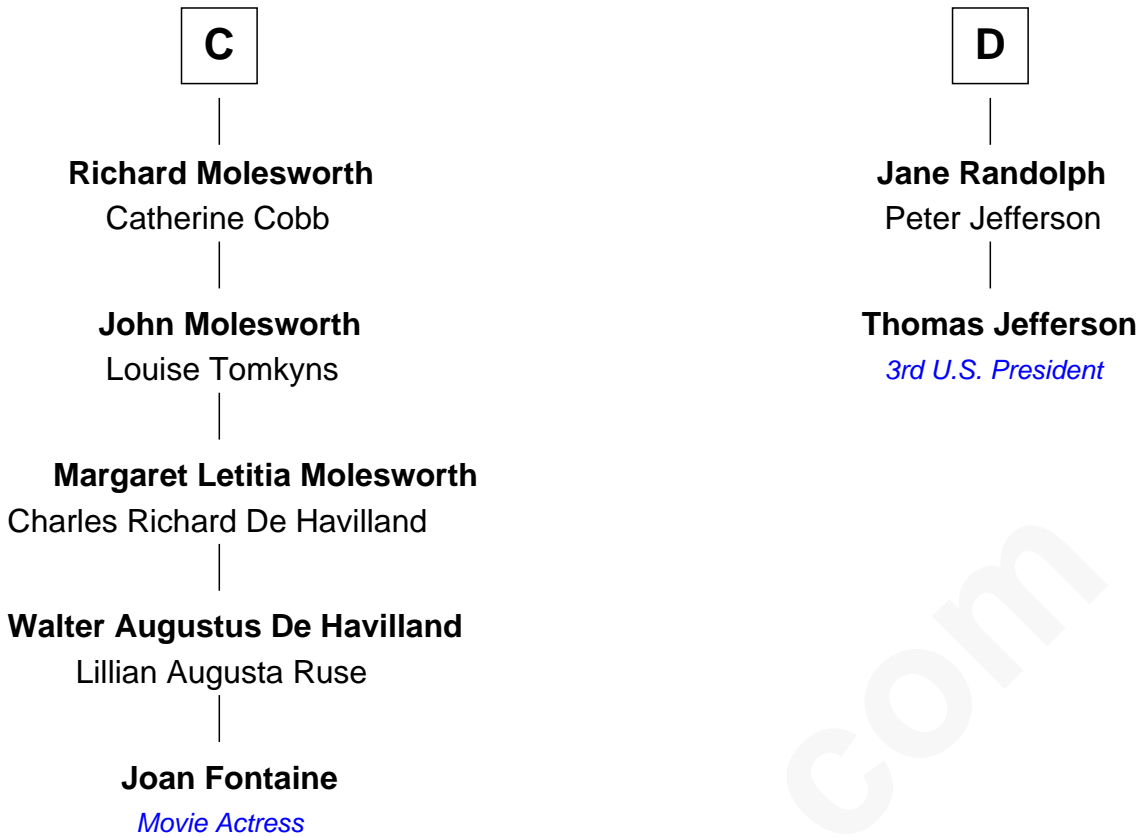 C
Richard Molesworth
Catherine Cobb
John Molesworth
Louise Tomkyns
Margaret Letitia Molesworth
Charles Richard De Havilland
Walter Augustus De Havilland
Lillian Augusta Ruse
Joan Fontaine
Movie Actress
D
Jane Randolph
Peter Jefferson
Thomas Jefferson
3rd U.S. President
com